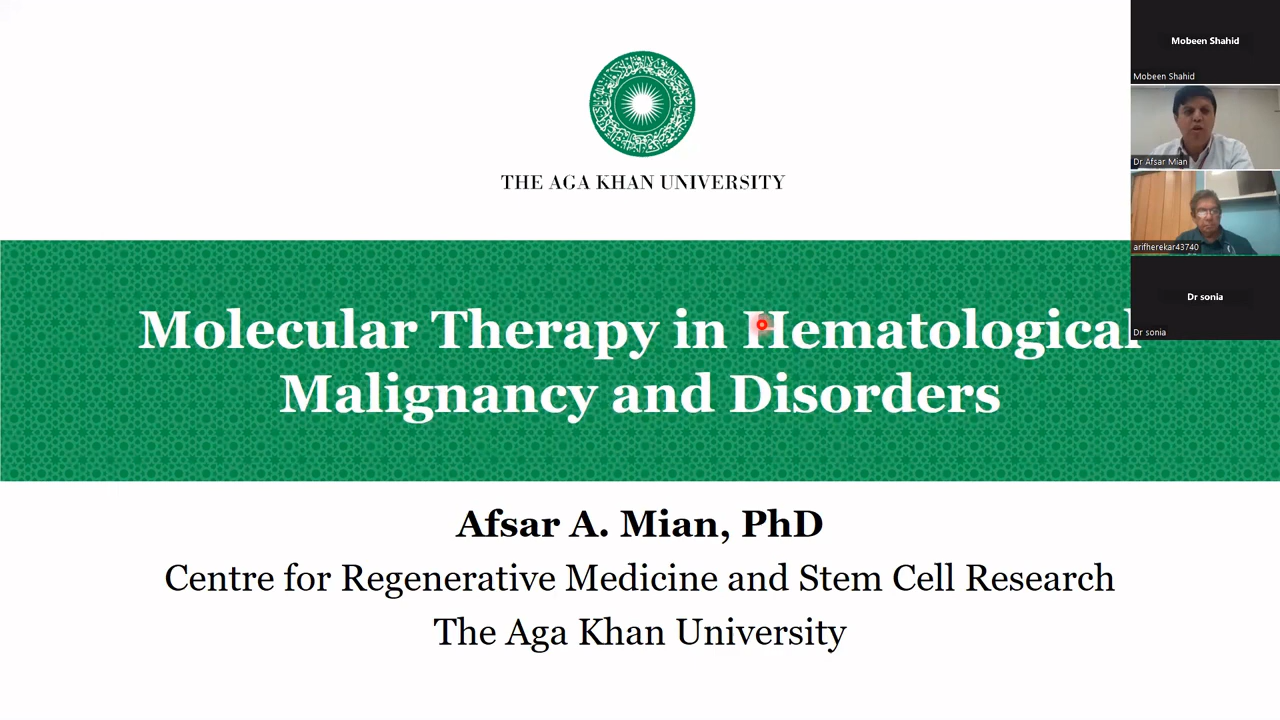 THE AGA KHAN UNIVERSITY
Molecular Therapy in Hematological
Malignancy and Disorders
Afsar A. Mian, PhD
Centre for Regenerative Medicine and Stem Cell Research
The Aga Khan University
Mobeen Shahid
Mobeen Shahid
Dr Afsar Mian
arifherekar43740
Dr sonia
Dr sonia